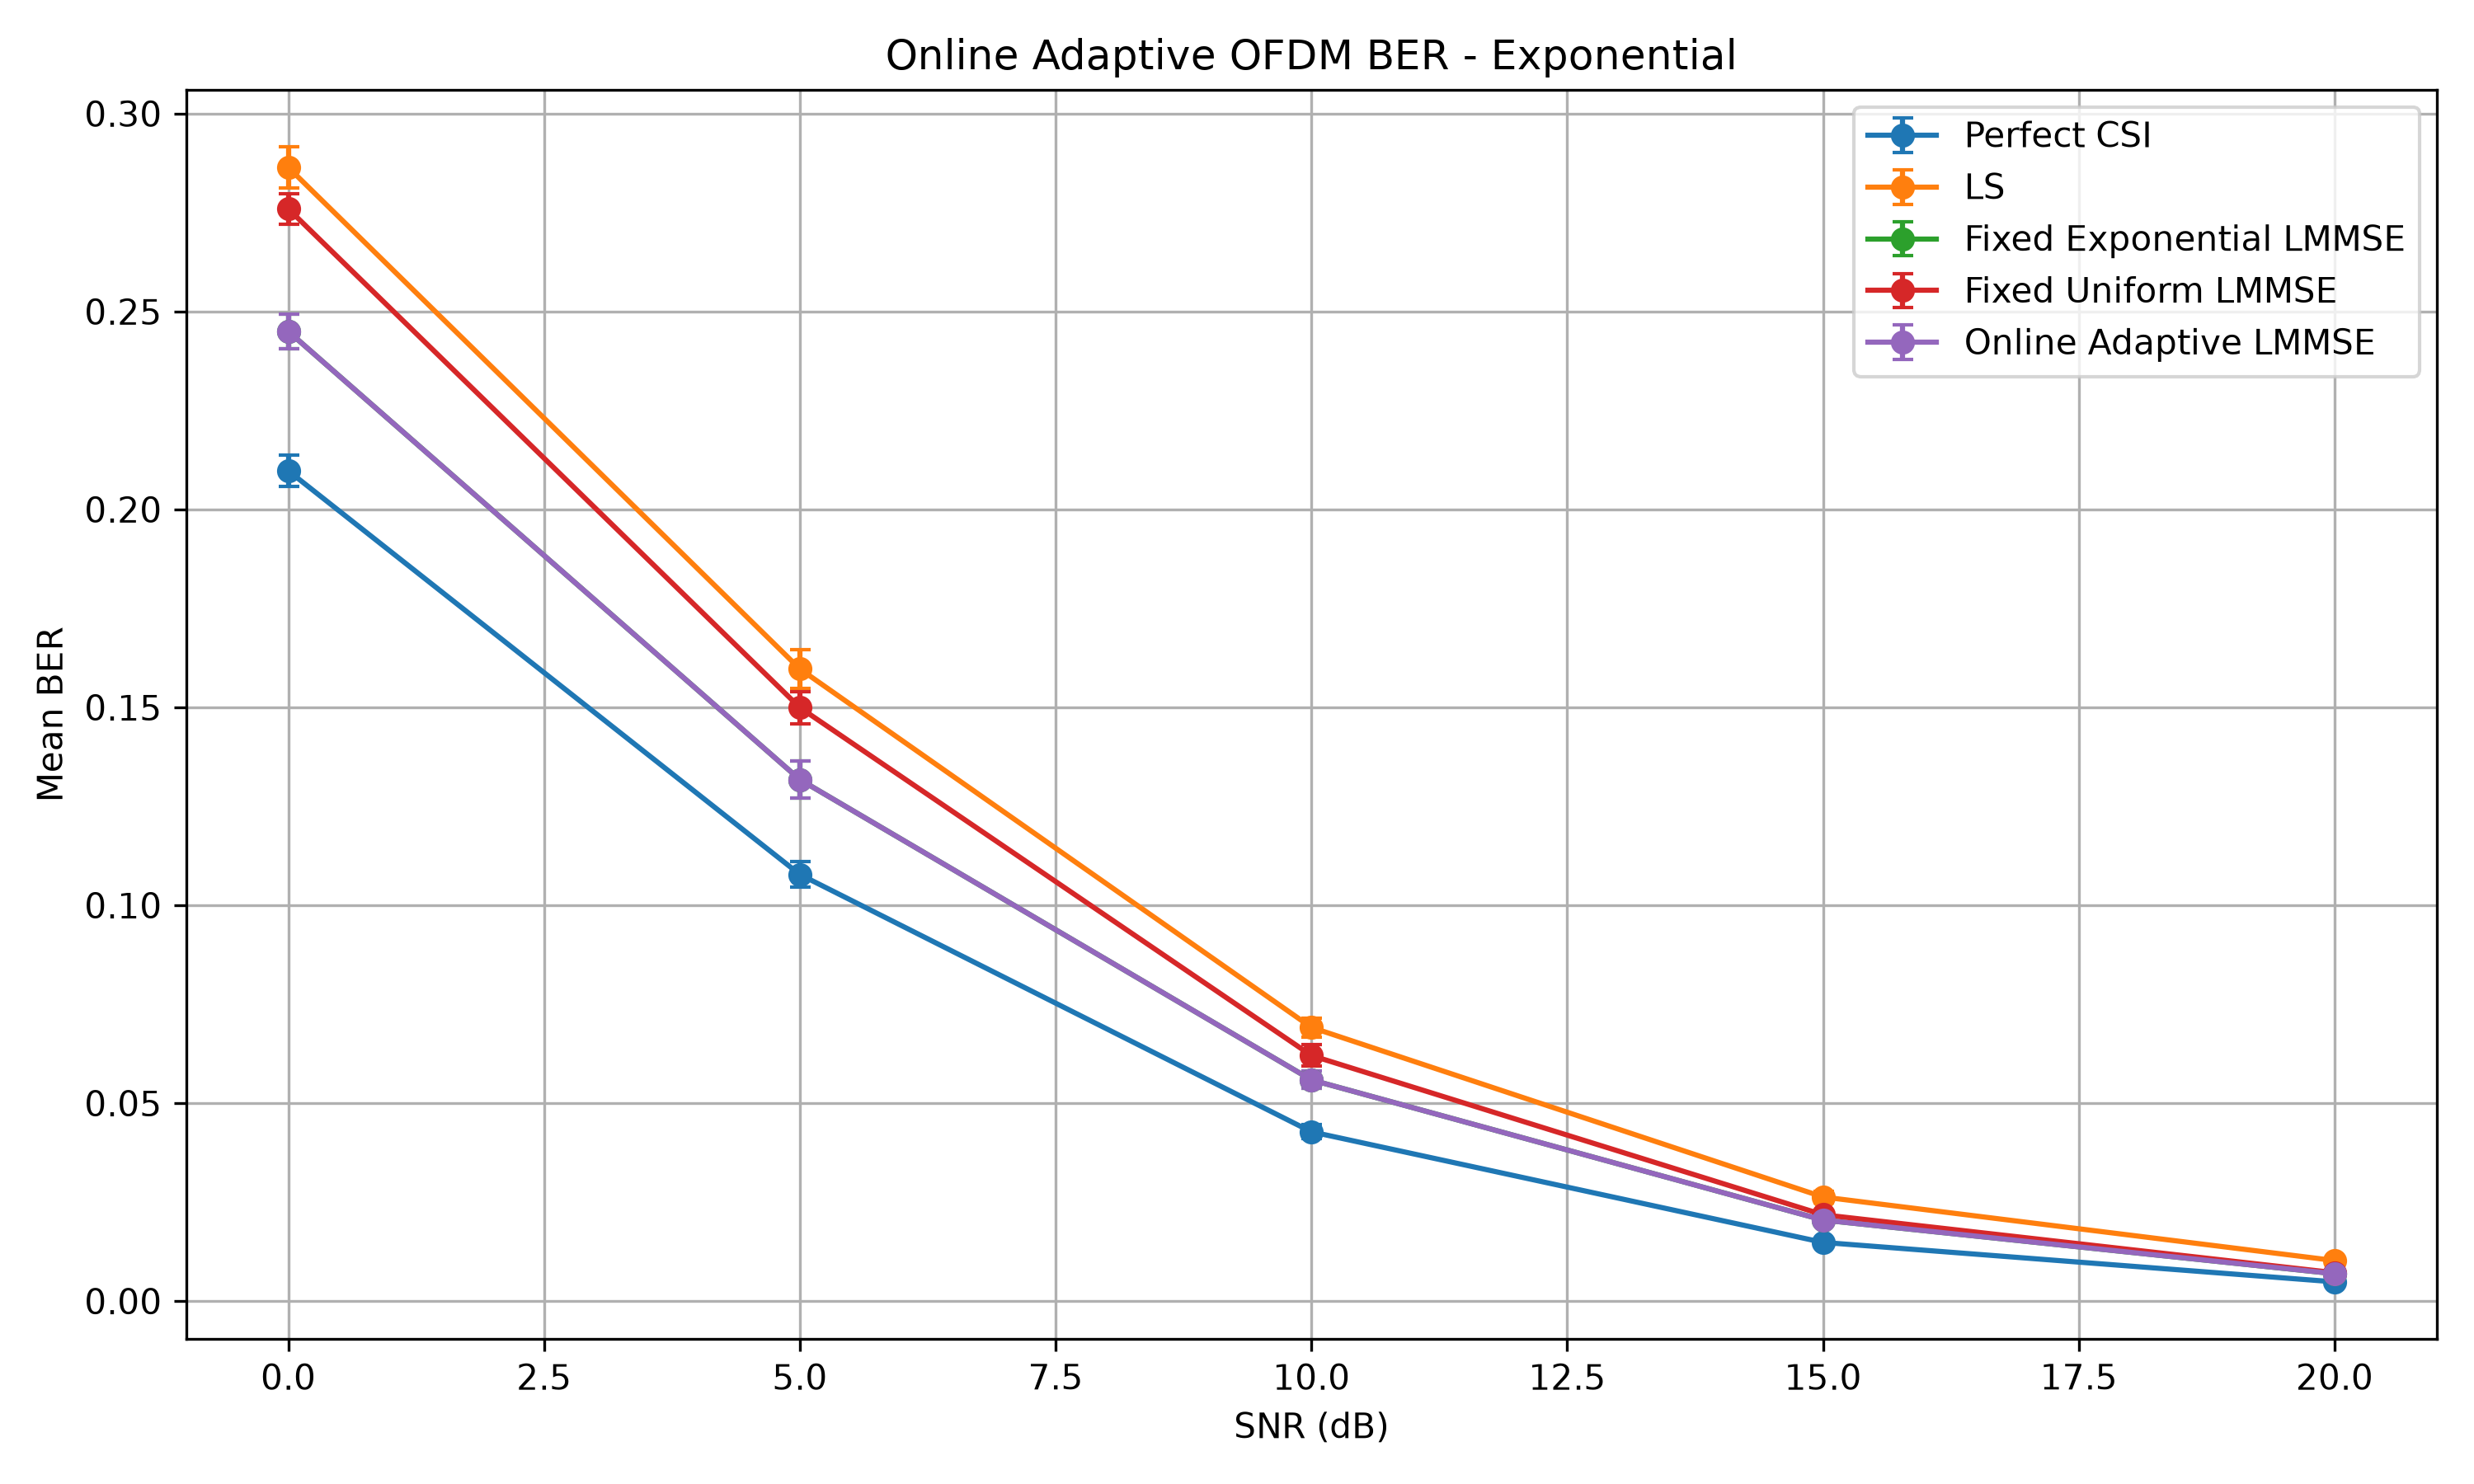 Online Adaptive OFDM BER - Exponential
0.30
0.25
0.20
0.15
0.10
0.05
0.00
Mean BER
Perfect CSI
LS
Fixed Exponential LMMSE
Fixed Uniform LMMSE
Online Adaptive LMMSE
0.0 2.5 5.0 7.5 10.0 12.5 15.0 17.5 20.0
SNR (dB)